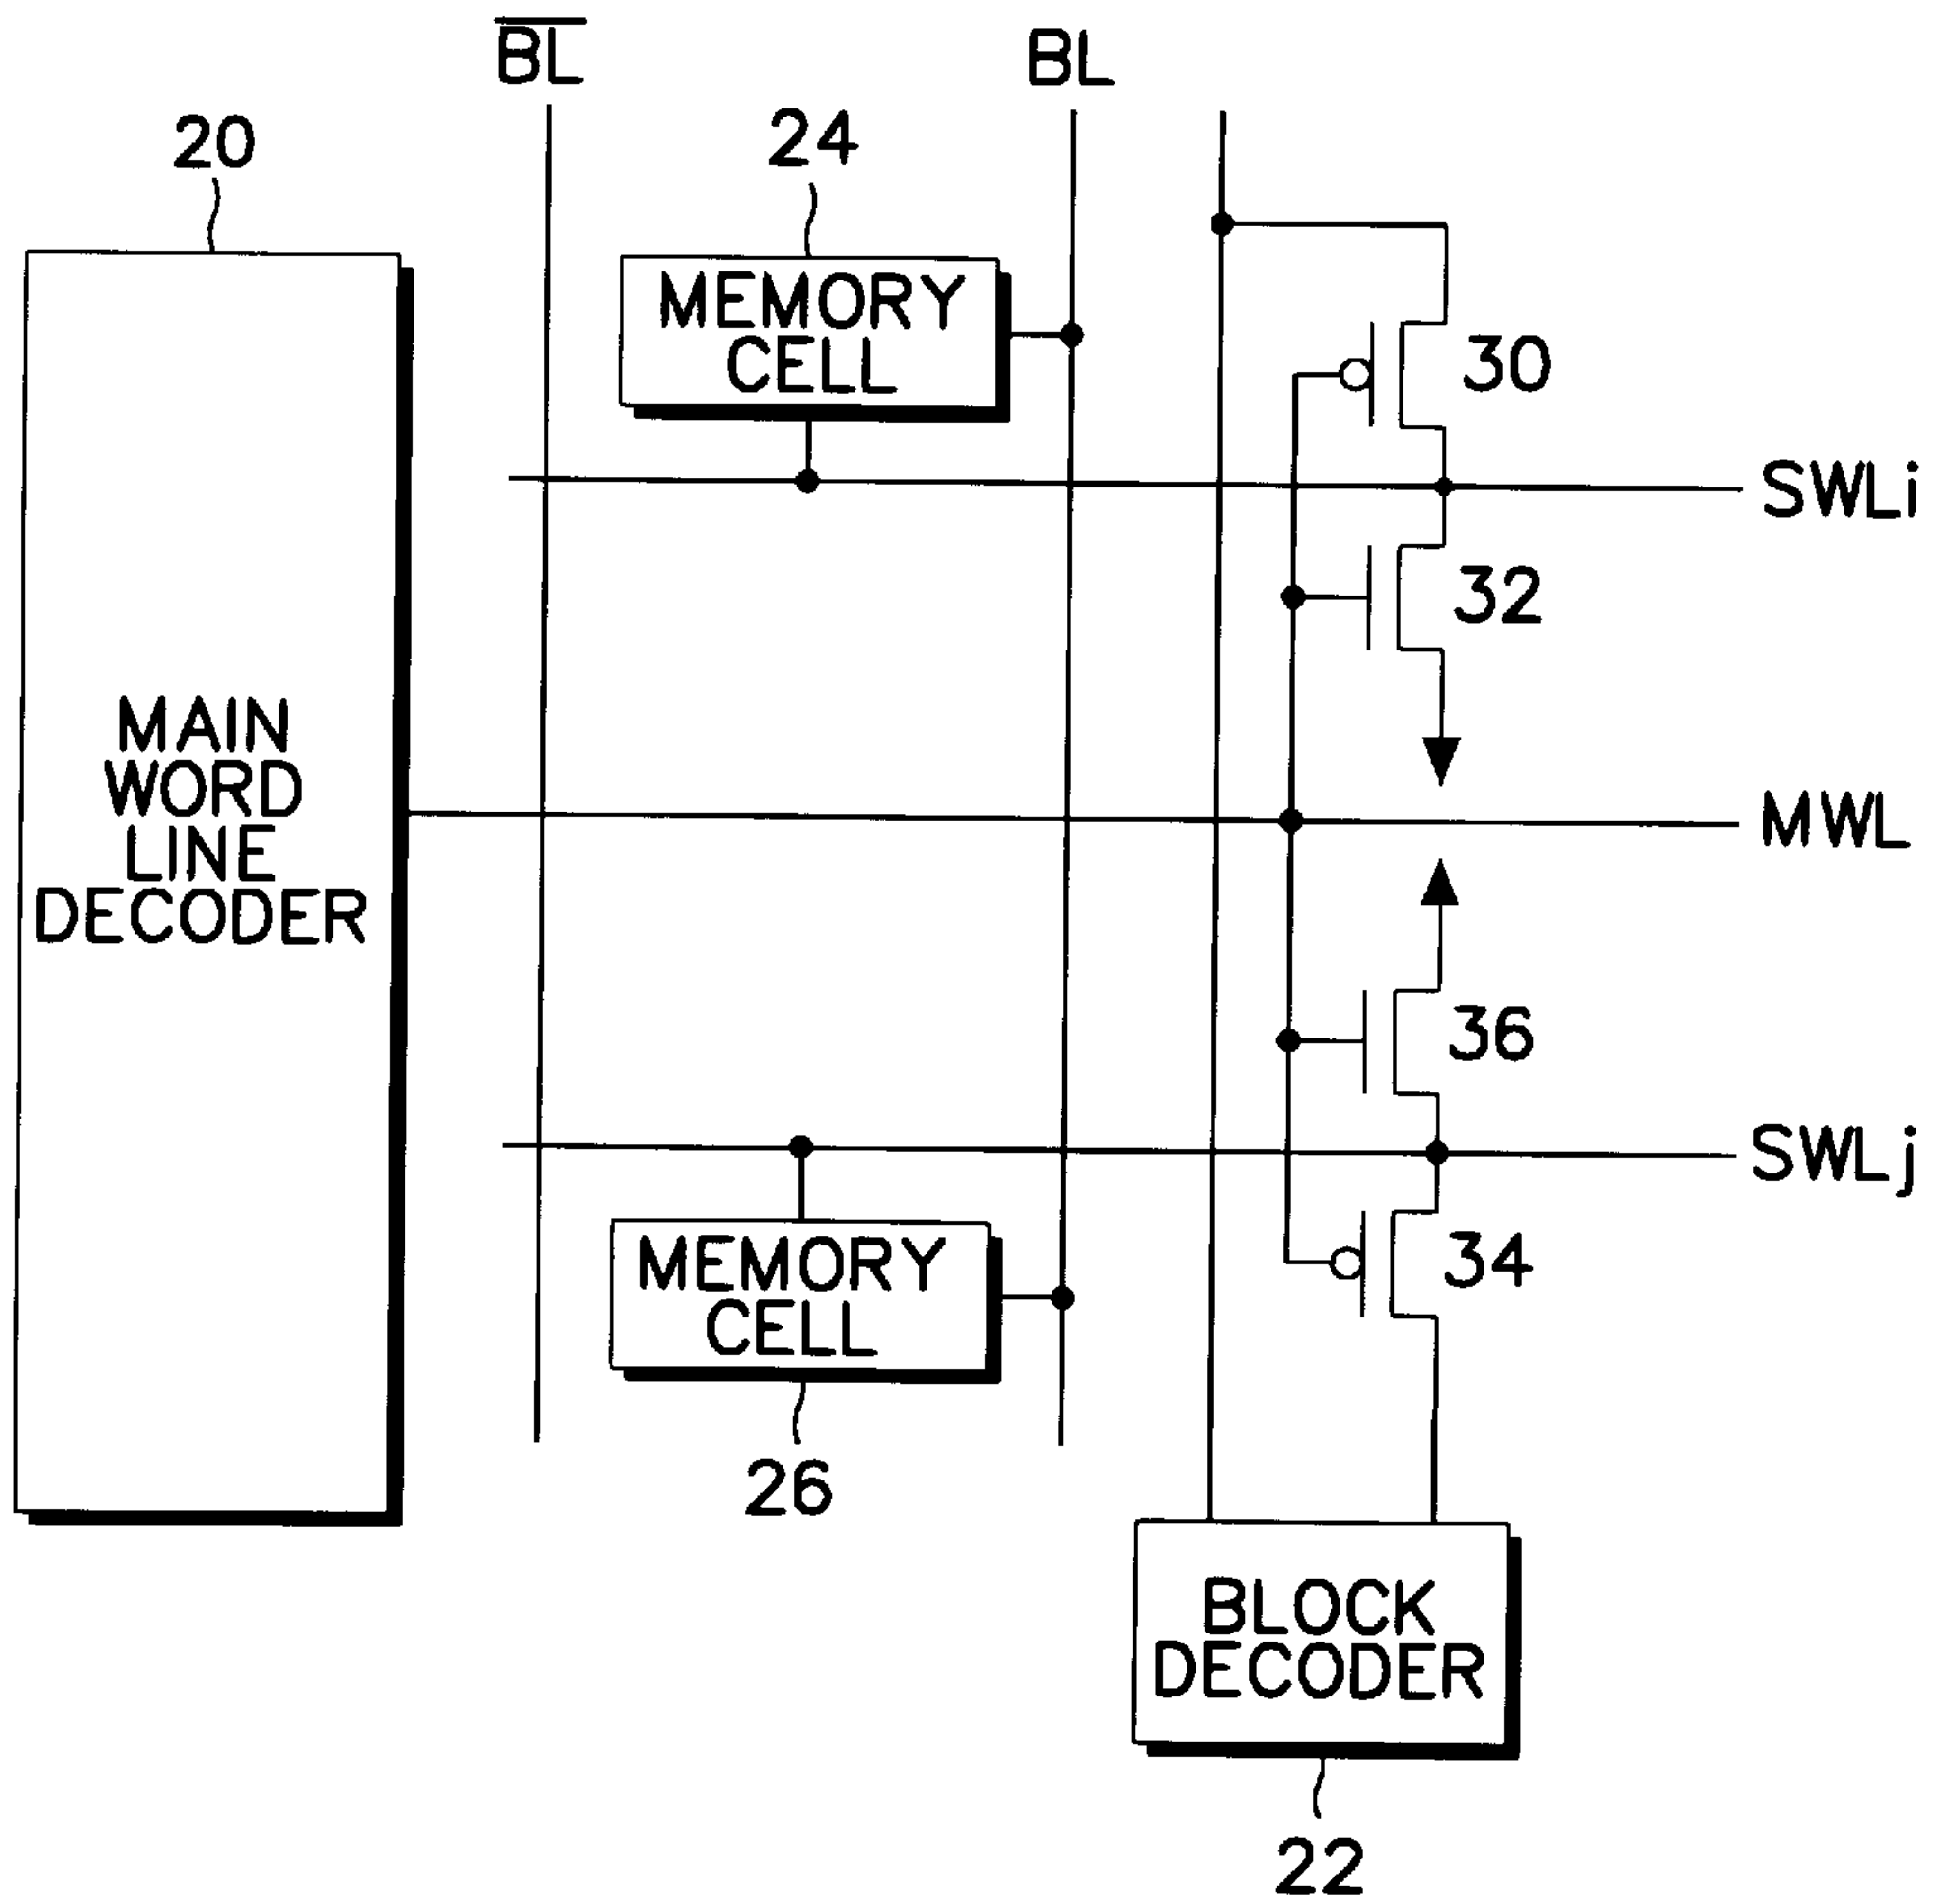 B̅L̅
BL
20
24
MEMORY
CELL
30
SWLi
32
MAIN
WORD
LINE
DECODER
MWL
36
SWLj
MEMORY
CELL
34
26
BLOCK
DECODER
22